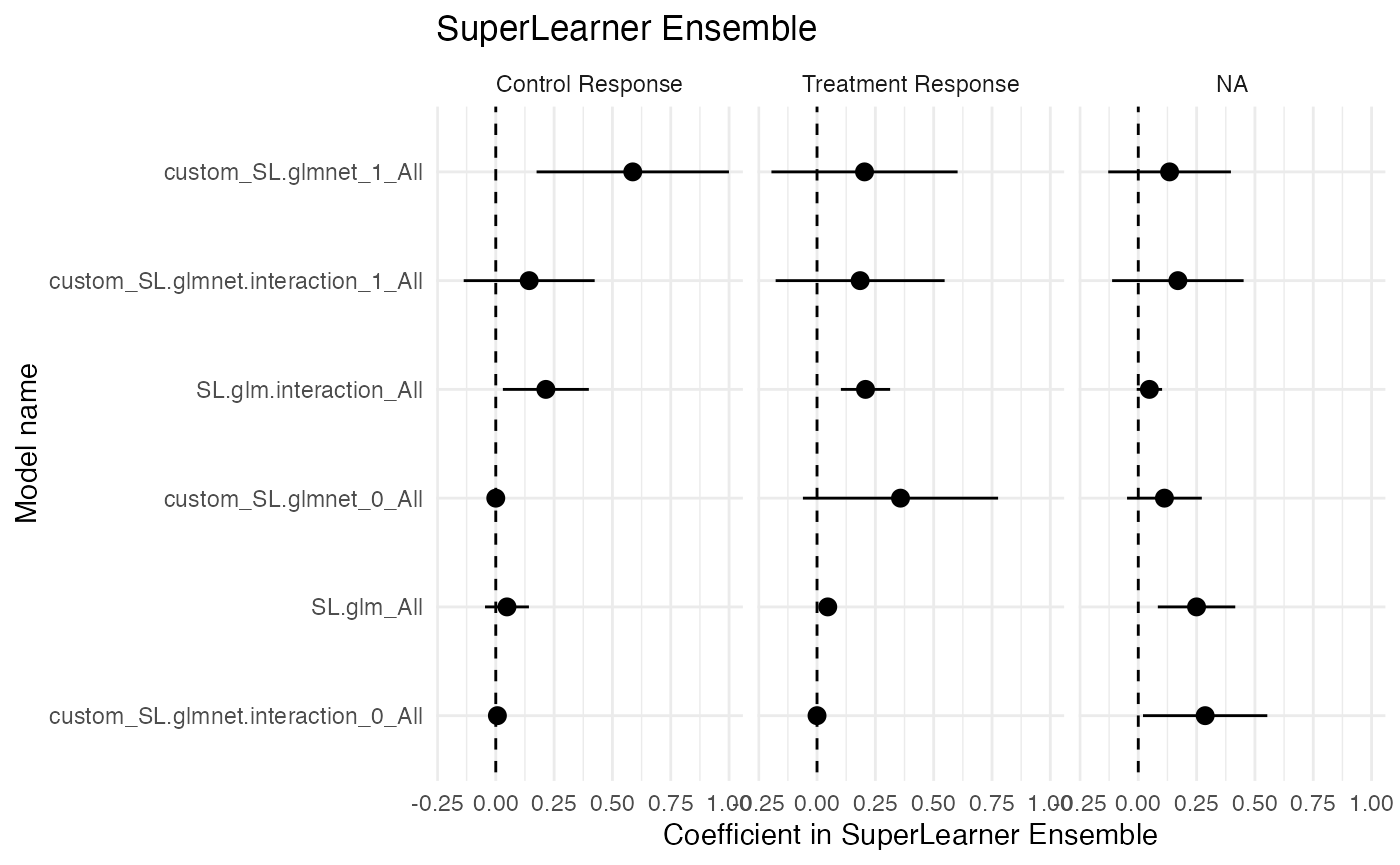 SuperLearner Ensemble
Control Response
Treatment Response
NA
Model name
custom_SL.glmnet_1_All
custom_SL.glmnet.interaction_1_All
SL.glm.interaction_All
custom_SL.glmnet_0_All
SL.glm_All
custom_SL.glmnet.interaction_0_All
-0.25 0.00 0.25 0.50 0.75 1.00
-0.25 0.00 0.25 0.50 0.75 1.00
-0.25 0.00 0.25 0.50 0.75 1.00
Coefficient in SuperLearner Ensemble